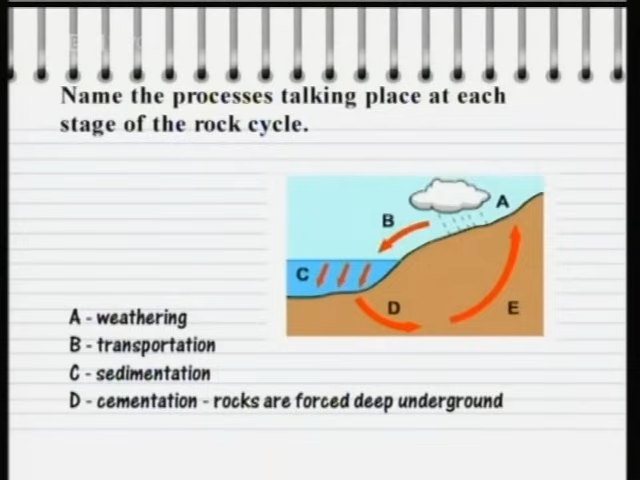 Name the processes talking place at each
stage of the rock cycle.
A
B
C
D
E
A - weathering
B - transportation
C - sedimentation
D - cementation - rocks are forced deep underground